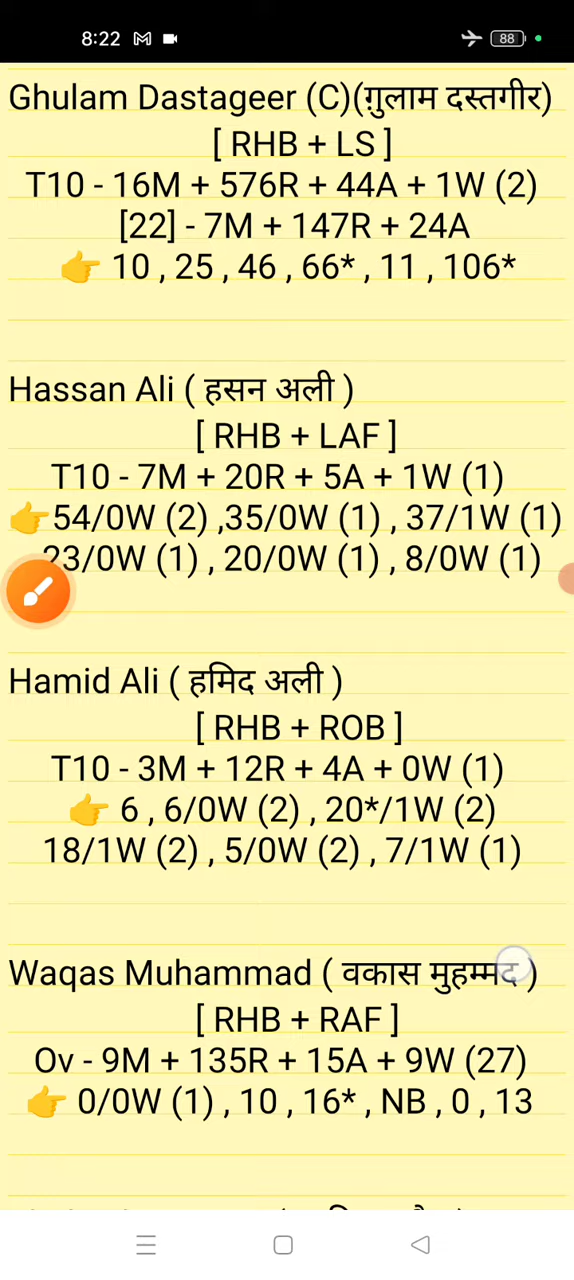 8:22
88
Ghulam Dastageer (C)(ग़ुलाम दस्तगीर)
[ RHB + LS ]
T10 - 16M + 576R + 44A + 1W (2)
[22] - 7M + 147R + 24A
👉 10 , 25 , 46 , 66* , 11 , 106*
Hassan Ali ( हसन अली )
[ RHB + LAF ]
T10 - 7M + 20R + 5A + 1W (1)
👉54/0W (2) ,35/0W (1) , 37/1W (1)
23/0W (1) , 20/0W (1) , 8/0W (1)
Hamid Ali ( हमिद अली )
[ RHB + ROB ]
T10 - 3M + 12R + 4A + 0W (1)
👉 6 , 6/0W (2) , 20*/1W (2)
18/1W (2) , 5/0W (2) , 7/1W (1)
Waqas Muhammad ( वकास मुहम्मद )
[ RHB + RAF ]
Ov - 9M + 135R + 15A + 9W (27)
👉 0/0W (1) , 10 , 16* , NB , 0 , 13